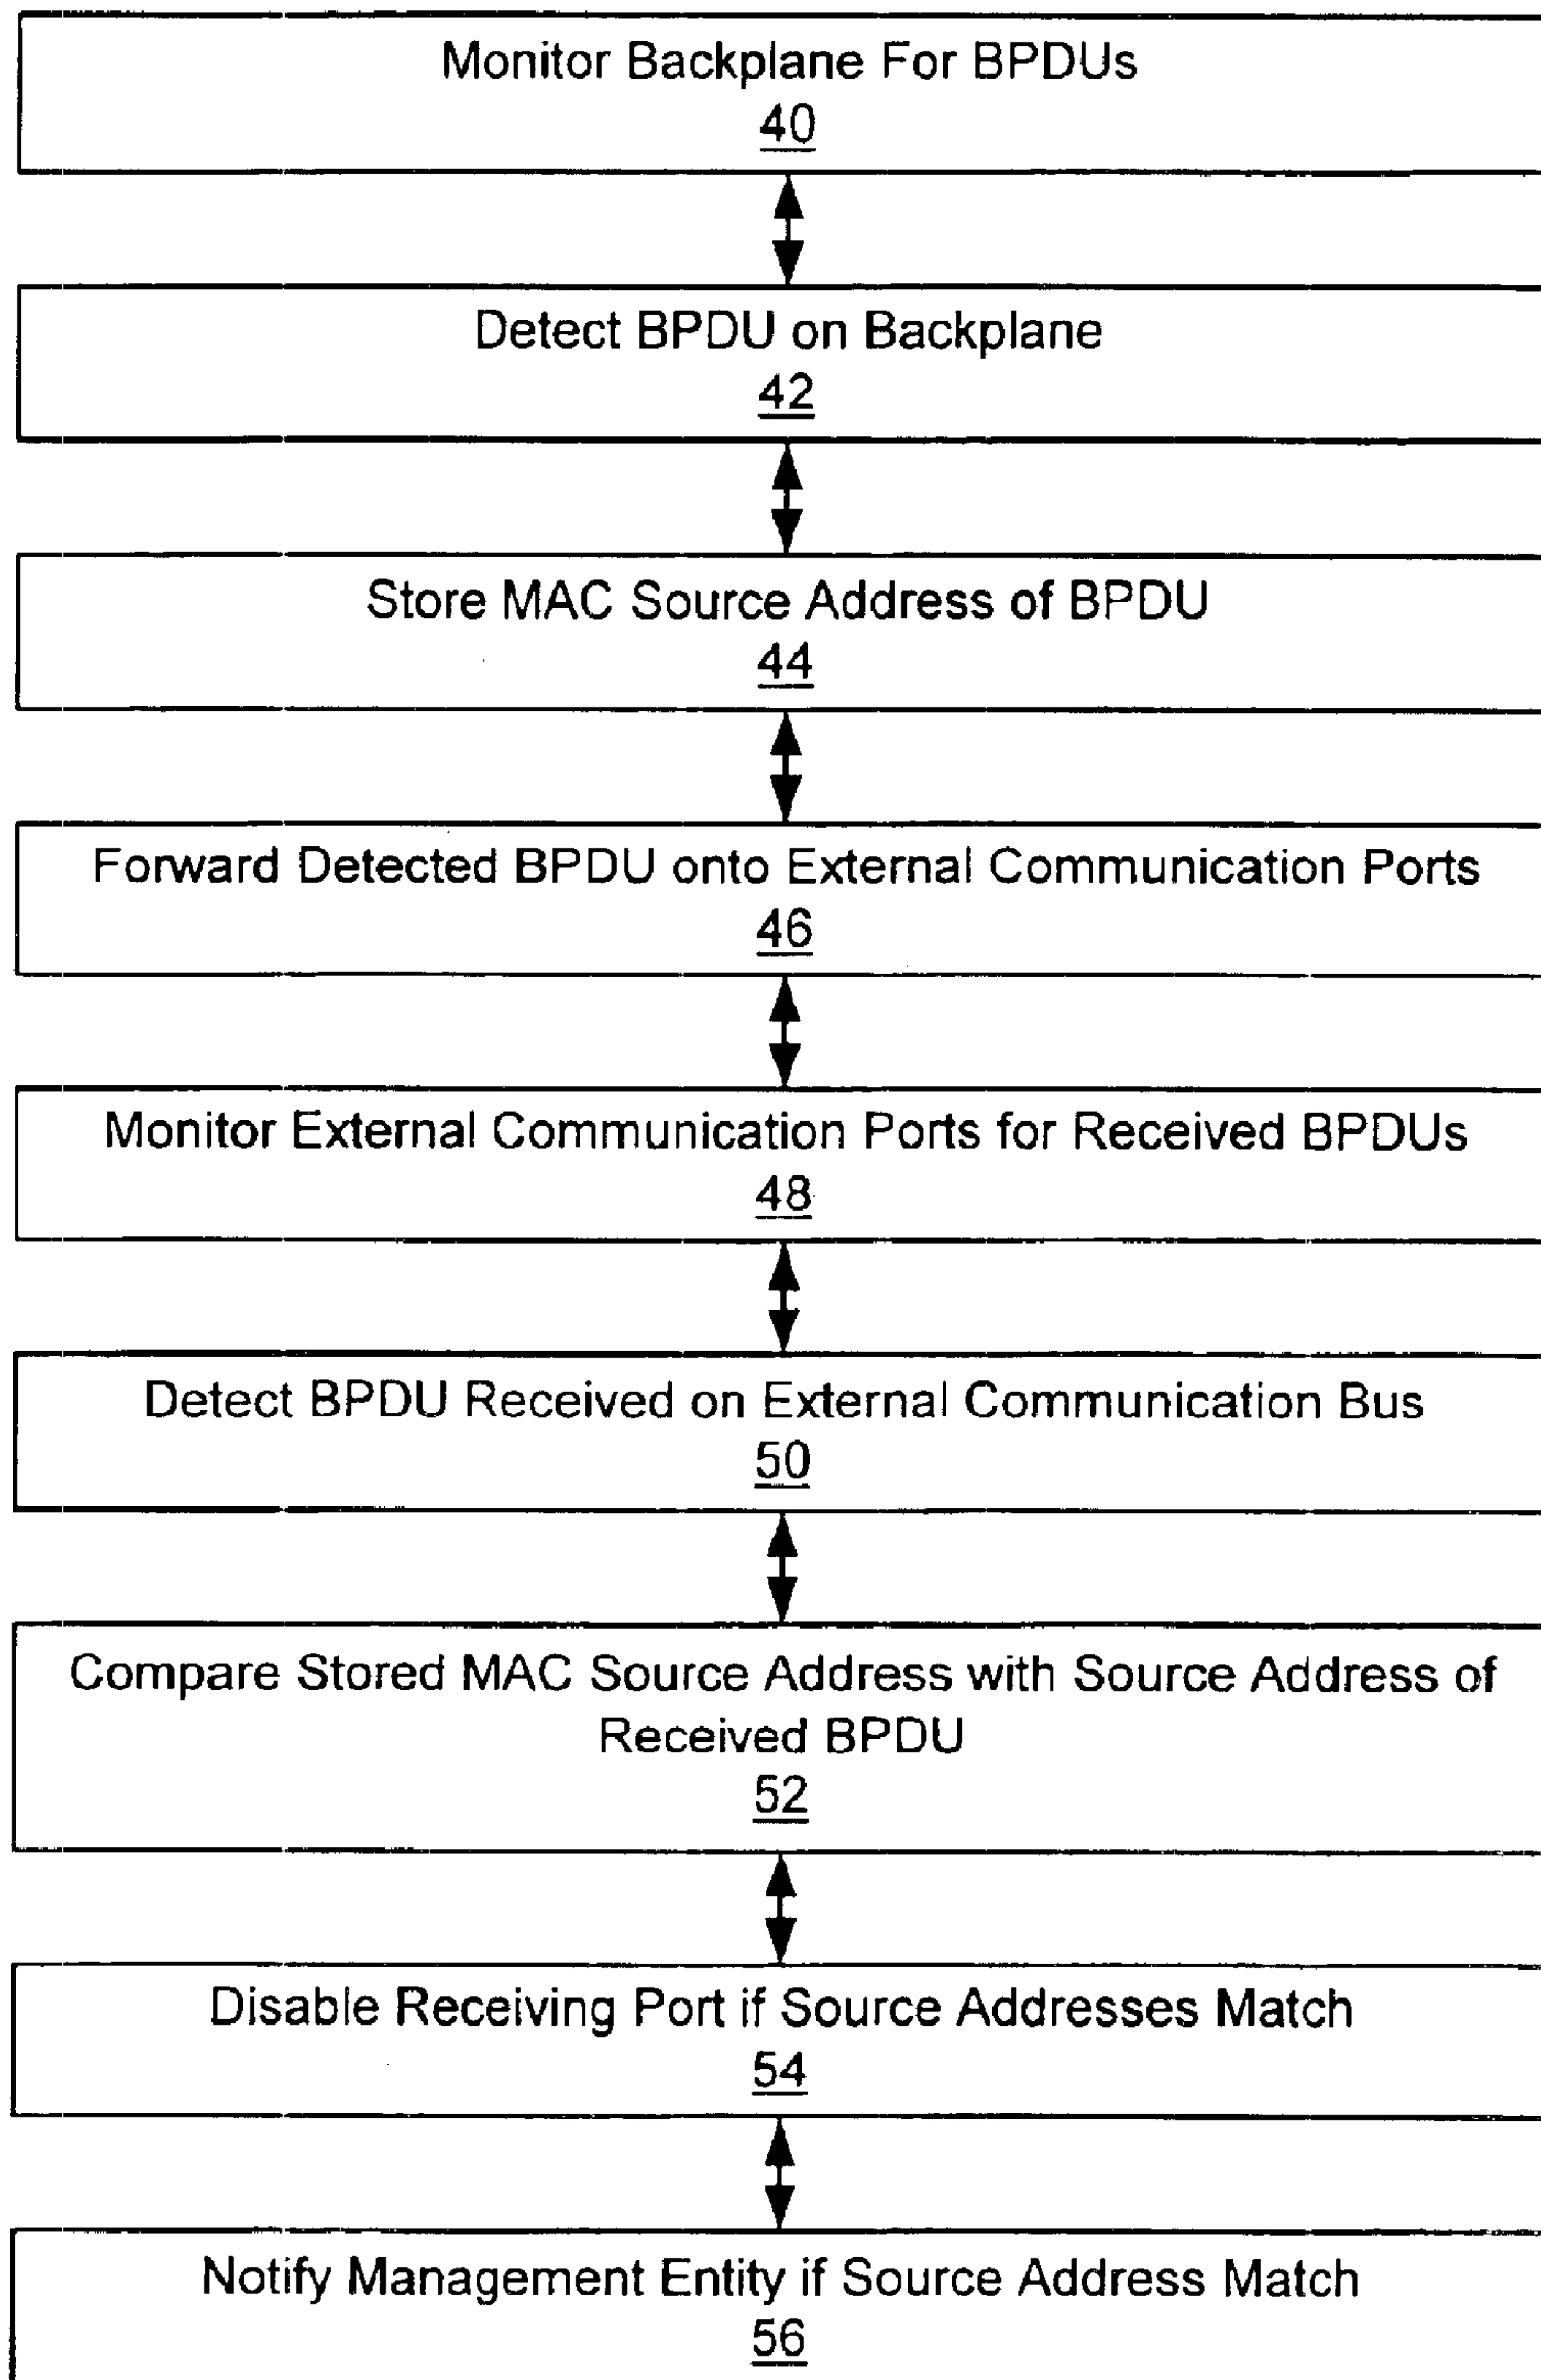 Monitor Backplane For BPDUs
40
Detect BPDU on Backplane
42
Store MAC Source Address of BPDU
44
Forward Detected BPDU onto External Communication Ports
46
Monitor External Communication Ports for Received BPDUs
48
Detect BPDU Received on External Communication Bus
50
Compare Stored MAC Source Address with Source Address of
Received BPDU
52
Disable Receiving Port if Source Addresses Match
54
Notify Management Entity if Source Address Match
56